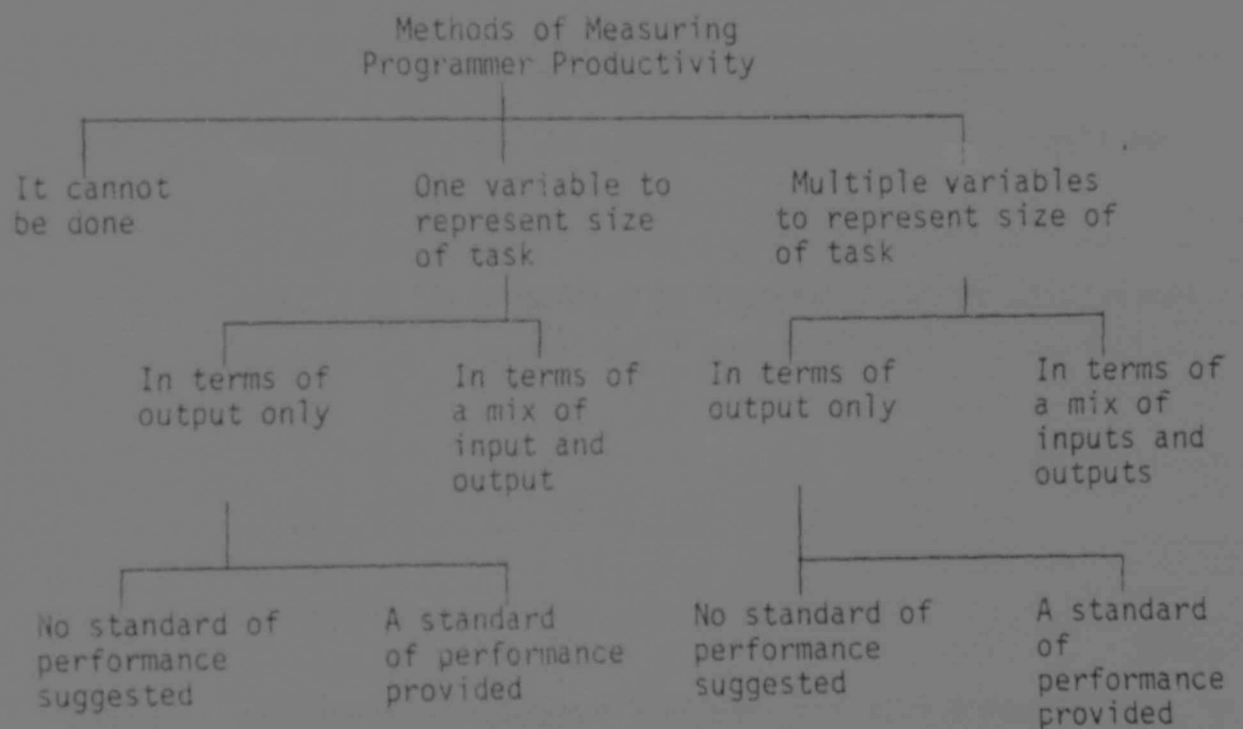 Methods of Measuring
Programmer Productivity
It cannot
be done
One variable to
represent size
of task
Multiple variables
to represent size of
of task
In terms of
output only
In terms of
a mix of
input and
output
In terms of
output only
In terms of
a mix of
inputs and
outputs
No standard of
performance
suggested
A standard
of performance
provided
No standard of
performance
suggested
A standard
of
performance
provided